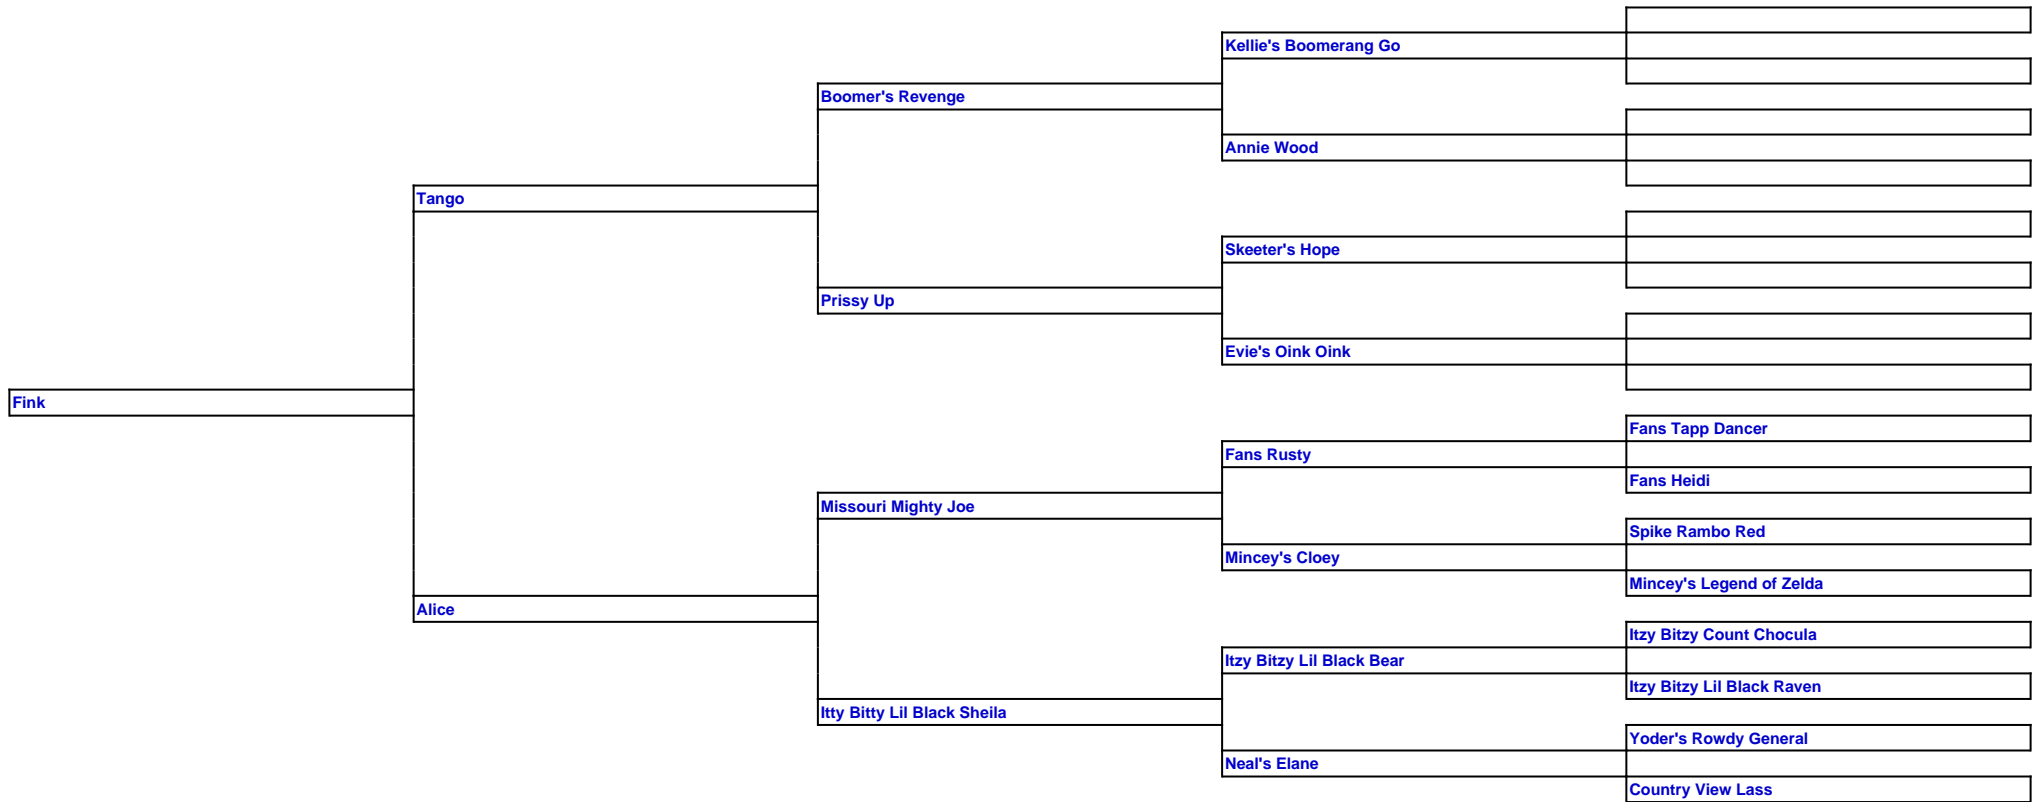 Kellie's Boomerang Go
Boomer's Revenge
Annie Wood
Tango
Skeeter's Hope
Prissy Up
Evie's Oink Oink
Fink
Fans Tapp Dancer
Fans Rusty
Fans Heidi
Missouri Mighty Joe
Spike Rambo Red
Mincey's Cloey
Mincey's Legend of Zelda
Alice
Itzy Bitzy Count Chocula
Itzy Bitzy Lil Black Bear
Itzy Bitzy Lil Black Raven
Itty Bitty Lil Black Sheila
Yoder's Rowdy General
Neal's Elane
Country View Lass